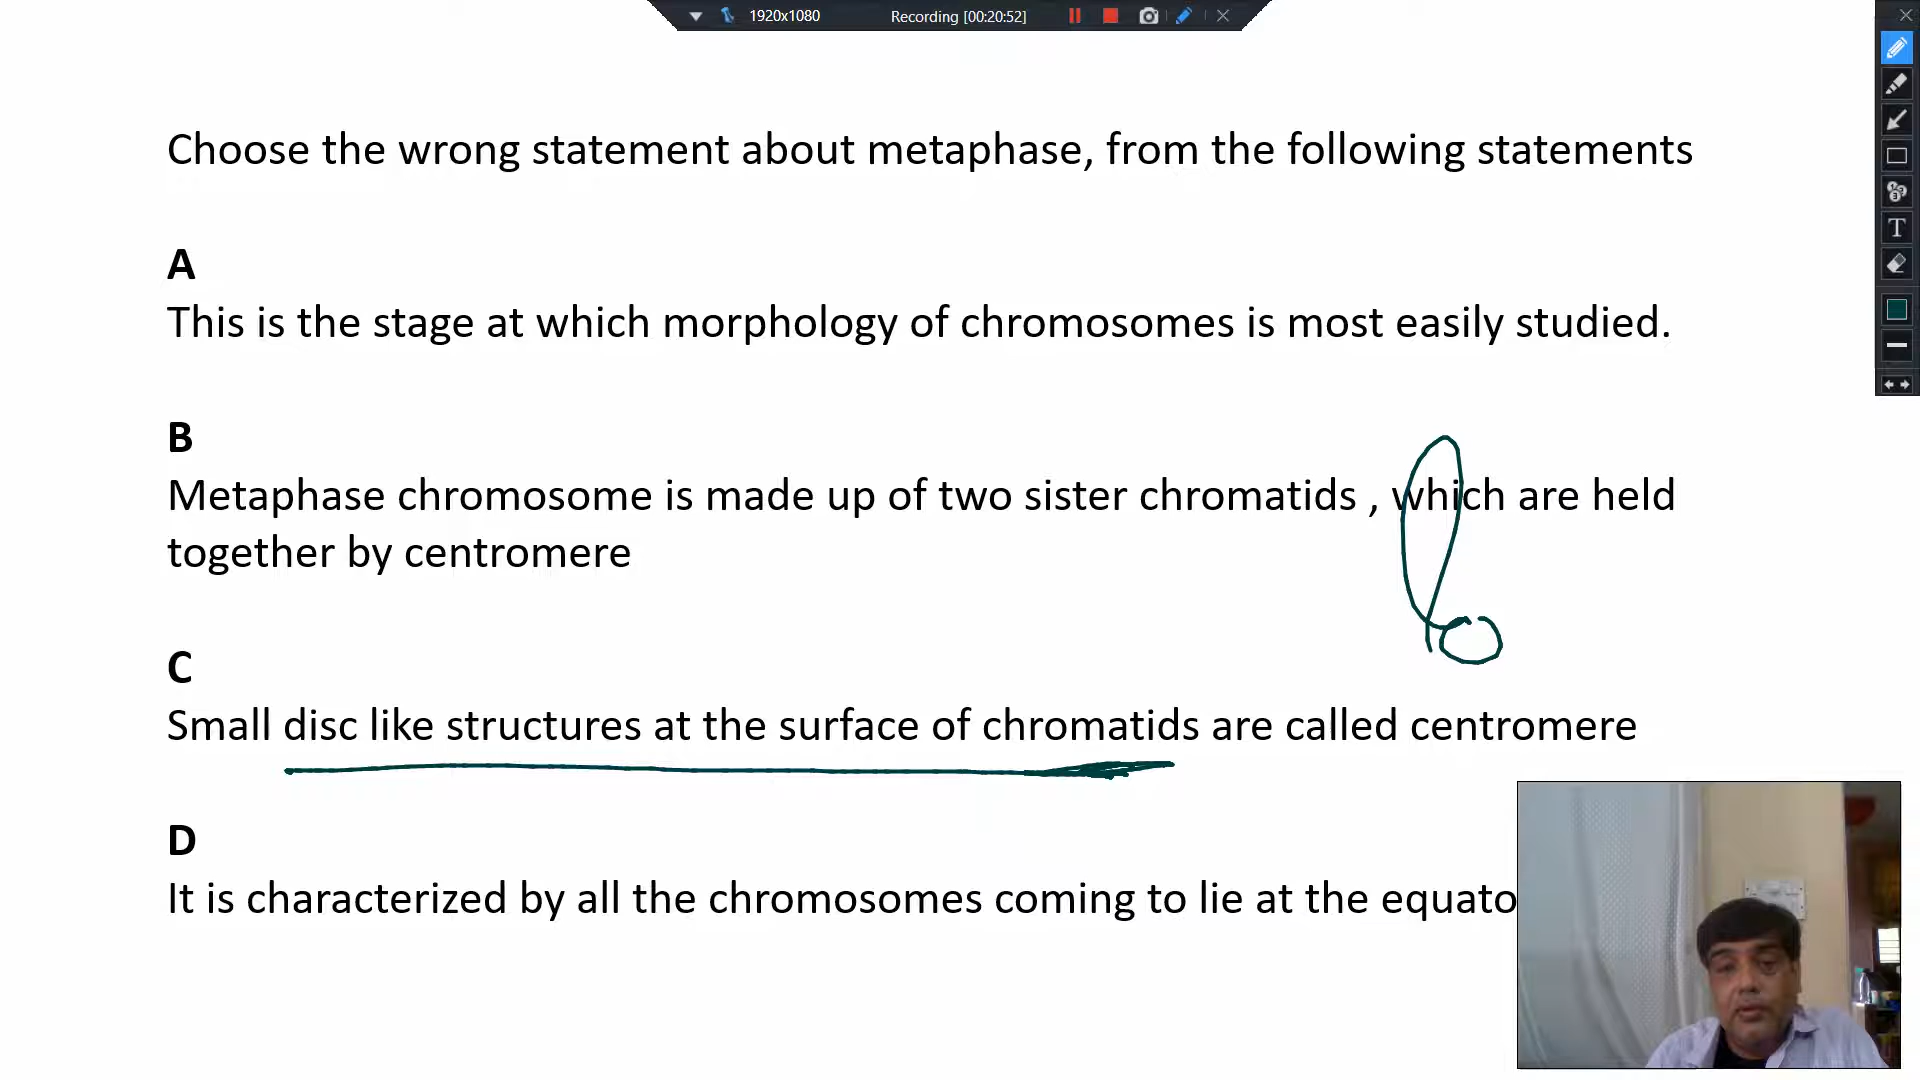 1920x1080 Recording [00:20:52]
Choose the wrong statement about metaphase, from the following statements
A
This is the stage at which morphology of chromosomes is most easily studied.
B
Metaphase chromosome is made up of two sister chromatids , which are held
together by centromere
C
Small disc like structures at the surface of chromatids are called centromere
D
It is characterized by all the chromosomes coming to lie at the equato
T